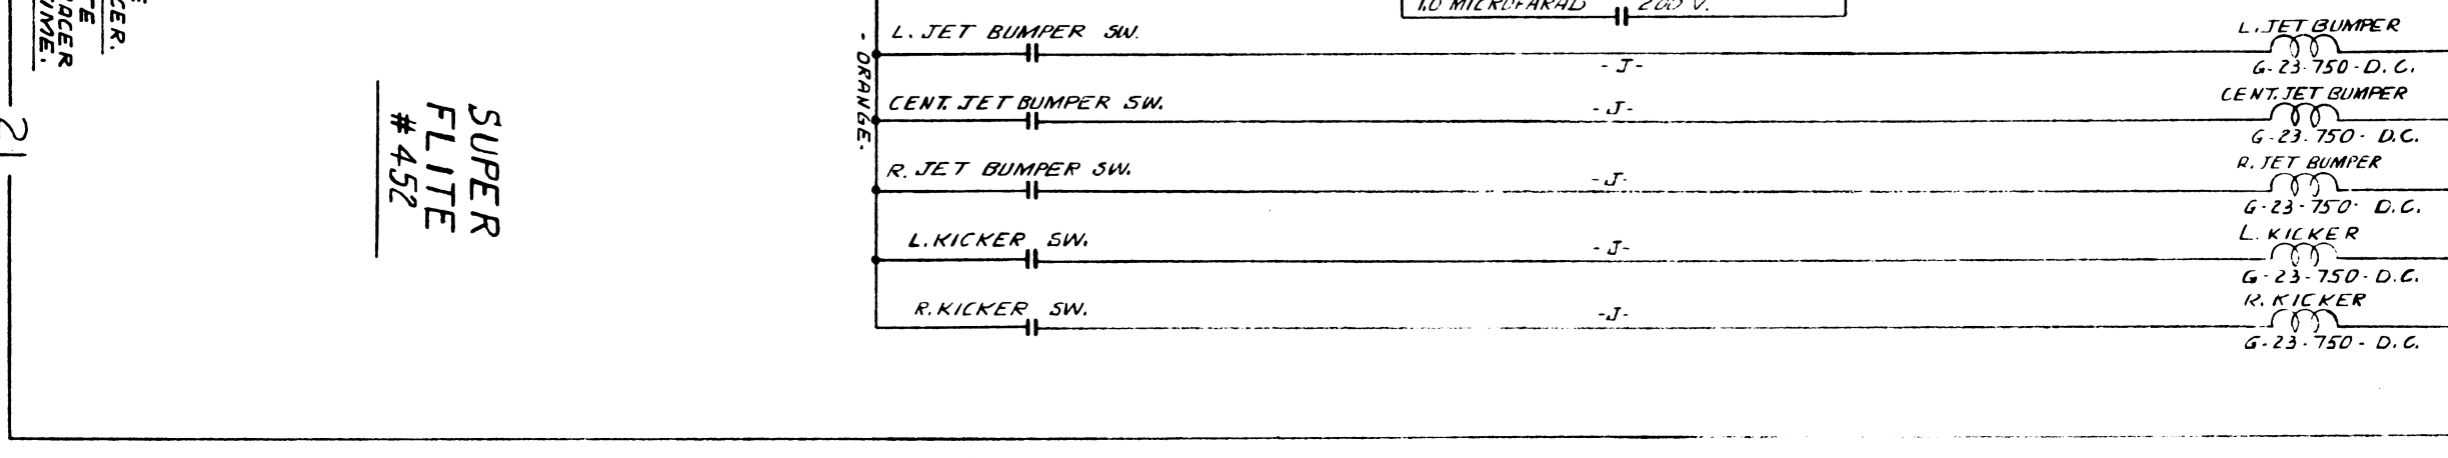 1.0 MICROFARAD 200 V.
L. JET BUMPER SW.
- J -
L. JET BUMPER
G-23-750-D.C.
- ORANGE -
CENT. JET BUMPER SW.
- J -
CENT. JET BUMPER
G-23-750-D.C.
R. JET BUMPER SW.
- J -
R. JET BUMPER
G-23-750-D.C.
L. KICKER SW.
- J -
L. KICKER
G-23-750-D.C.
R. KICKER SW.
- J -
R. KICKER
G-23-750-D.C.
SUPER
FLITE
# 452
21